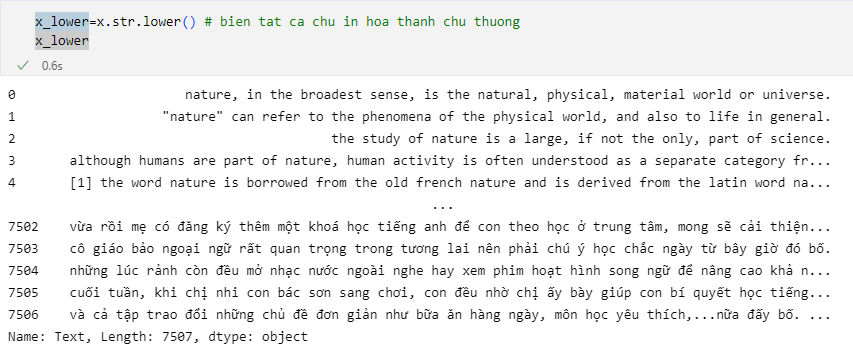 x_lower=x.str.lower() # bien tat ca chu in hoa thanh chu thuong
x_lower
0.6s
0 nature, in the broadest sense, is the natural, physical, material world or universe.
1 "nature" can refer to the phenomena of the physical world, and also to life in general.
2 the study of nature is a large, if not the only, part of science.
3 although humans are part of nature, human activity is often understood as a separate category fr...
4 [1] the word nature is borrowed from the old french nature and is derived from the latin word na...
...
7502 vừa rồi mẹ có đăng ký thêm một khoá học tiếng anh để con theo học ở trung tâm, mong sẽ cải thiện...
7503 cô giáo bảo ngoại ngữ rất quan trọng trong tương lai nên phải chú ý học chắc ngày từ bây giờ đó bố.
7504 những lúc rảnh còn đều mở nhạc nước ngoài nghe hay xem phim hoạt hình song ngữ để nâng cao khả n...
7505 cuối tuần, khi chị nhi con bác sơn sang chơi, con đều nhờ chị ấy bày giúp con bí quyết học tiếng...
7506 và cả tập trao đổi những chủ đề đơn giản như bữa ăn hàng ngày, môn học yêu thích,...nữa đấy bố. ...
Name: Text, Length: 7507, dtype: object